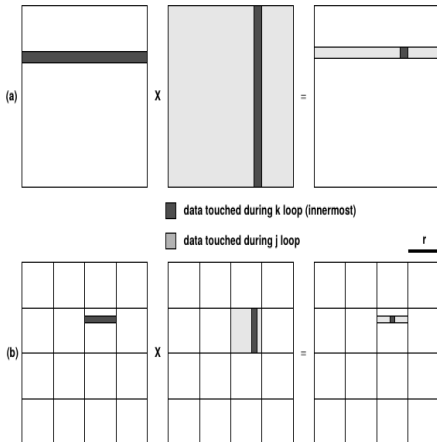 (a) X =
data touched during k loop (innermost)
data touched during j loop
r
(b) X =